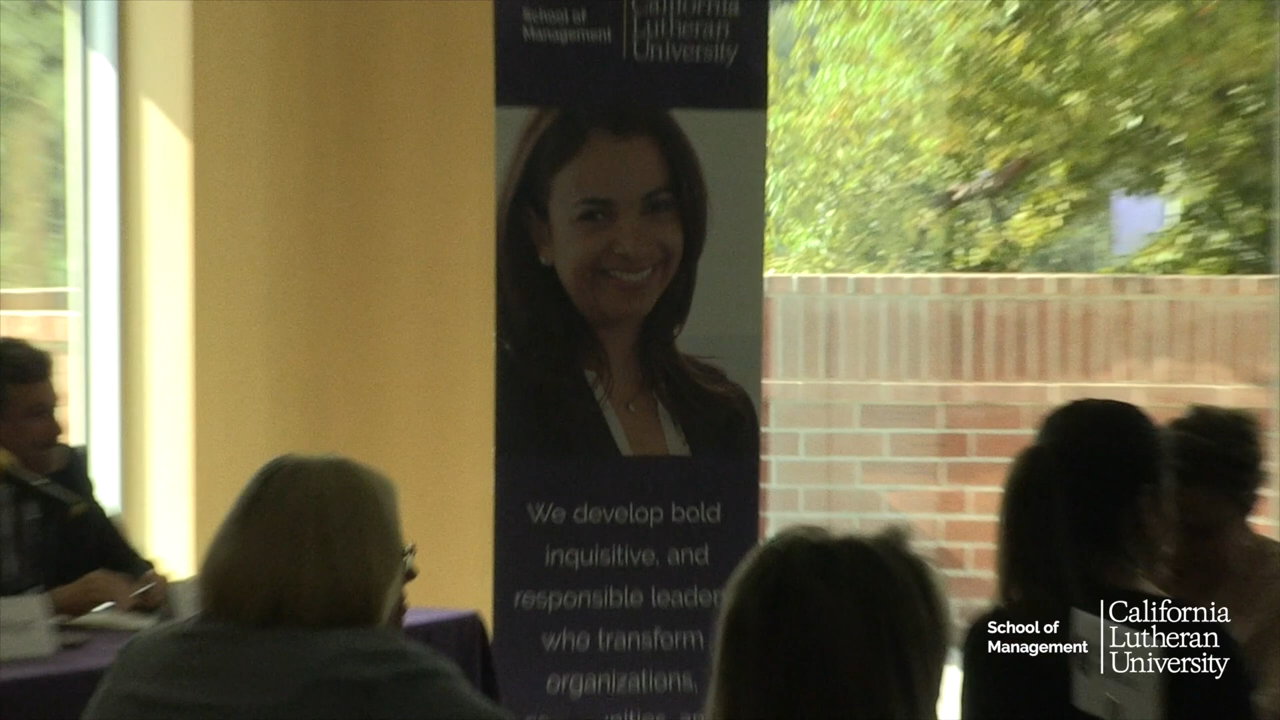 School of
Management
California
Lutheran
University
We develop bold
inquisitive, and
responsible leader
who transform
organizations,
School of
Management
California
Lutheran
University